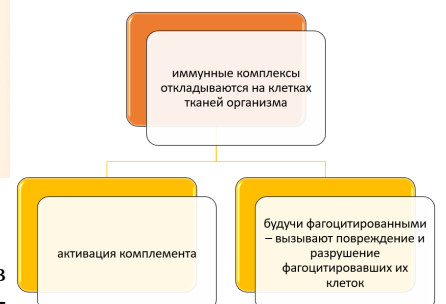 иммунные комплексы
откладываются на клетках
тканей организма
активация комплемента
будучи фагоцитированными
– вызывают повреждение и
разрушение
фагоцитировавших их
клеток
в